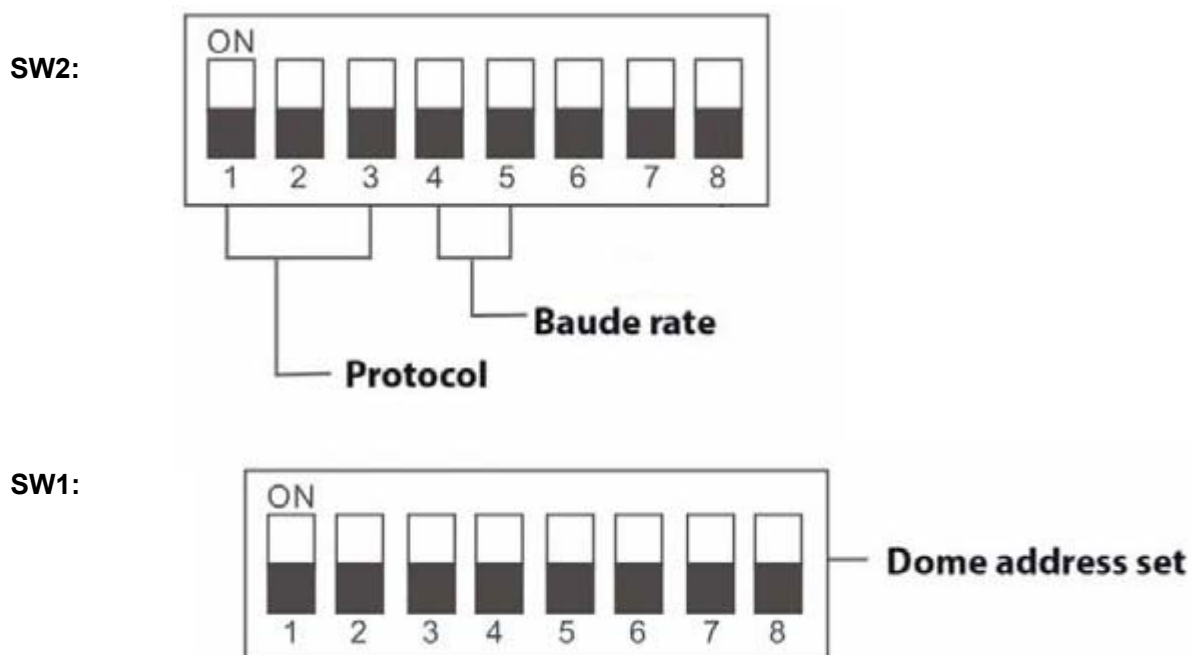 SW2:
ON
1 2 3 4 5 6 7 8
Baude rate
Protocol
SW1:
ON
Dome address set
1 2 3 4 5 6 7 8